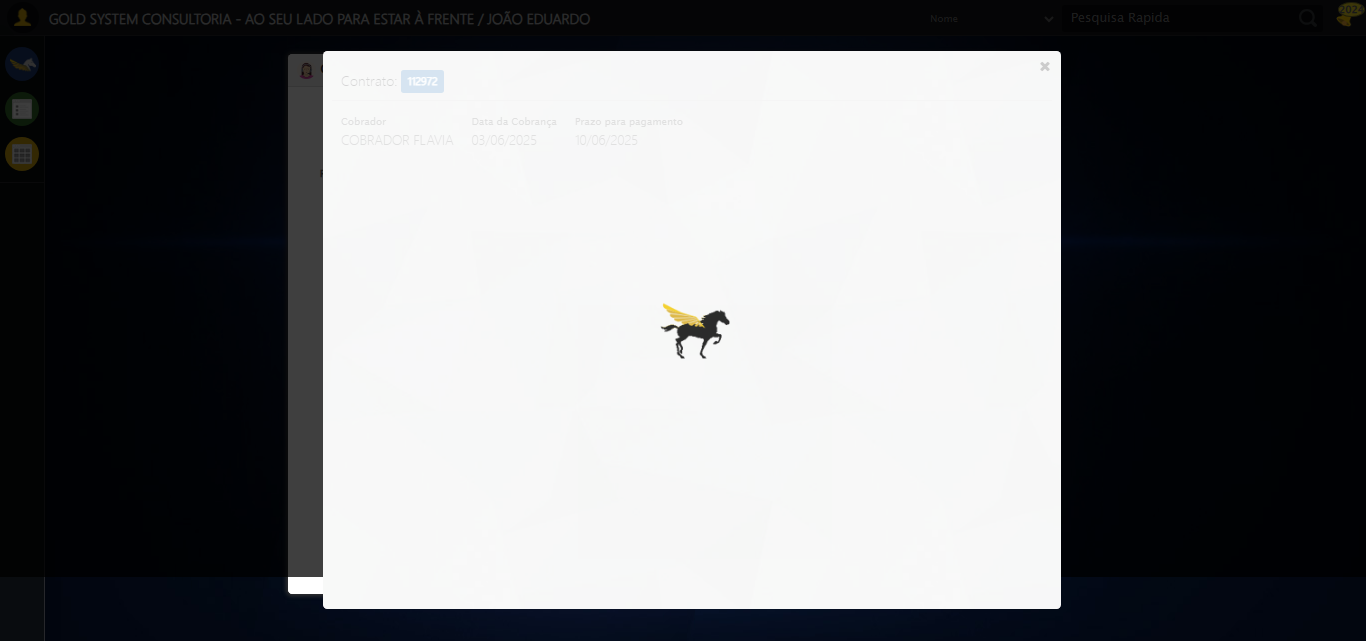 GOLD SYSTEM CONSULTORIA - AO SEU LADO PARA ESTAR À FRENTE / JOÃO EDUARDO
Nome
Pesquisa Rapida
Contrato: 112972
Cobrador Data da Cobrança Prazo para pagamento
COBRADOR FLAVIA 03/06/2025 10/06/2025